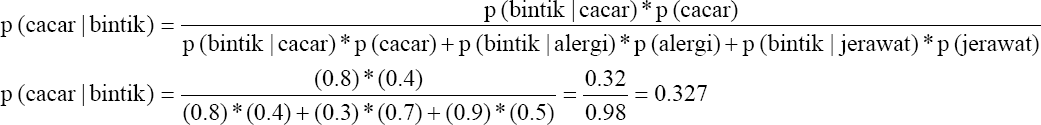 p (cacar | bintik) = p (bintik | cacar) * p (cacar) / p (bintik | cacar) * p (cacar) + p (bintik | alergi) * p (alergi) + p (bintik | jerawat) * p (jerawat)
p (cacar | bintik) = (0.8) * (0.4) / (0.8) * (0.4) + (0.3) * (0.7) + (0.9) * (0.5) = 0.32 / 0.98 = 0.327